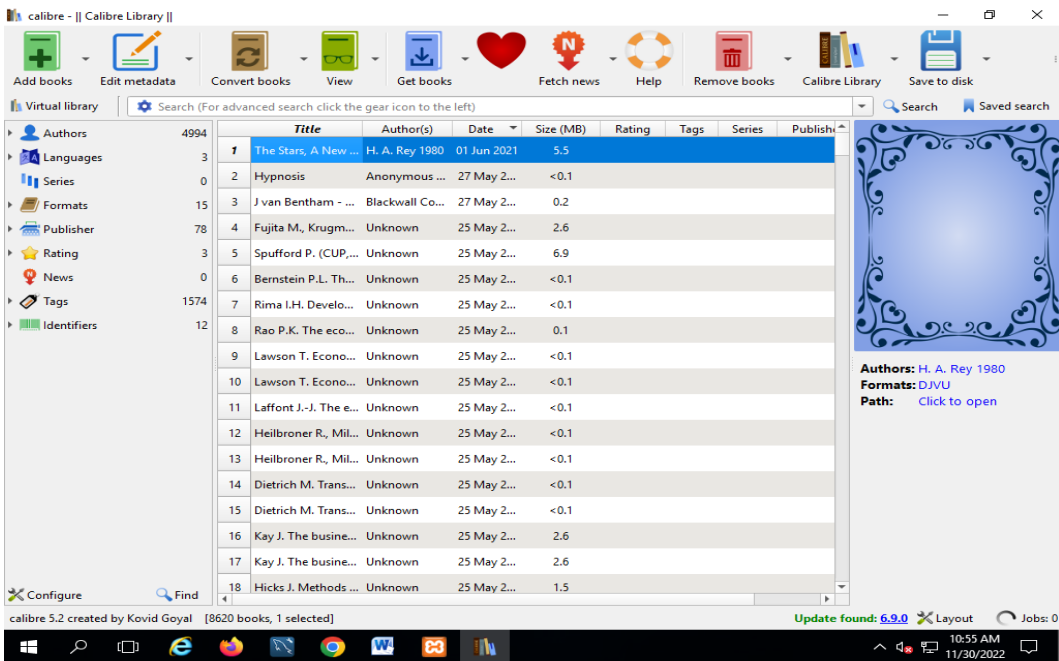 calibre - || Calibre Library ||
Add books Edit metadata Convert books View Get books Fetch news Help Remove books Calibre Library Save to disk
Virtual library Search (For advanced search click the gear icon to the left) Search Saved search
Authors 4994
Languages 3
Series 0
Formats 15
Publisher 78
Rating 3
News 0
Tags 1574
Identifiers 12
Configure Find
Title Author(s) Date Size (MB) Rating Tags Series Publishe
1 The Stars, A New ... H. A. Rey 1980 01 Jun 2021 5.5
2 Hypnosis Anonymous ... 27 May 2... <0.1
3 J van Bentham - ... Blackwall Co... 27 May 2... 0.2
4 Fujita M., Krugm... Unknown 25 May 2... 2.6
5 Spufford P. (CUP,... Unknown 25 May 2... 6.9
6 Bernstein P.L. Th... Unknown 25 May 2... <0.1
7 Rima I.H. Develo... Unknown 25 May 2... <0.1
8 Rao P.K. The eco... Unknown 25 May 2... 0.1
9 Lawson T. Econo... Unknown 25 May 2... <0.1
10 Lawson T. Econo... Unknown 25 May 2... <0.1
11 Laffont J.-J. The e... Unknown 25 May 2... <0.1
12 Heilbroner R., Mil... Unknown 25 May 2... <0.1
13 Heilbroner R., Mil... Unknown 25 May 2... <0.1
14 Dietrich M. Trans... Unknown 25 May 2... <0.1
15 Dietrich M. Trans... Unknown 25 May 2... <0.1
16 Kay J. The busine... Unknown 25 May 2... 2.6
17 Kay J. The busine... Unknown 25 May 2... 2.6
18 Hicks J. Methods ... Unknown 25 May 2... 1.5
Authors: H. A. Rey 1980
Formats: DJVU
Path: Click to open
calibre 5.2 created by Kovid Goyal [8620 books, 1 selected] Update found: 6.9.0 Layout Jobs: 0
10:55 AM
11/30/2022